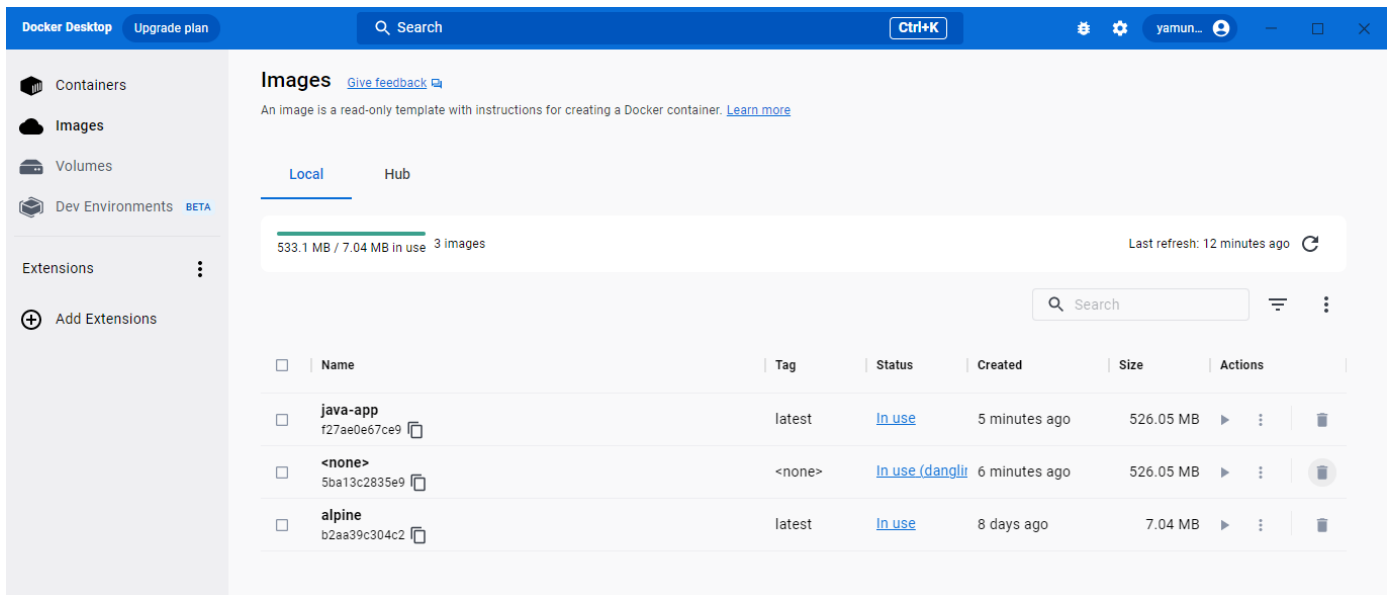 Docker Desktop Upgrade plan Search Ctrl+K yamun...
Containers
Images
Volumes
Dev Environments BETA
Extensions
Add Extensions
Images Give feedback
An image is a read-only template with instructions for creating a Docker container. Learn more
Local Hub
533.1 MB / 7.04 MB in use 3 images Last refresh: 12 minutes ago
Search
Name Tag Status Created Size Actions
java-app
f27ae0e67ce9
latest In use 5 minutes ago 526.05 MB
<none>
5ba13c2835e9
<none> In use (danglin 6 minutes ago 526.05 MB
alpine
b2aa39c304c2
latest In use 8 days ago 7.04 MB